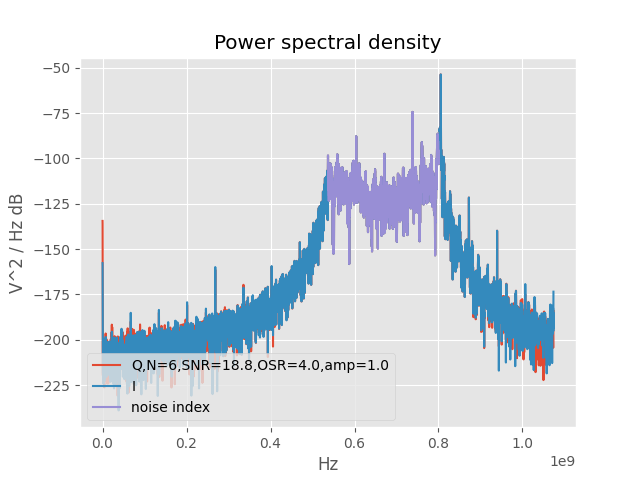 Power spectral density
−50
−75
−100
−125
−150
−175
−200
−225
V^2 / Hz dB
Q,N=6,SNR=18.8,OSR=4.0,amp=1.0
I
noise index
0.0 0.2 0.4 0.6 0.8 1.0
1e9
Hz